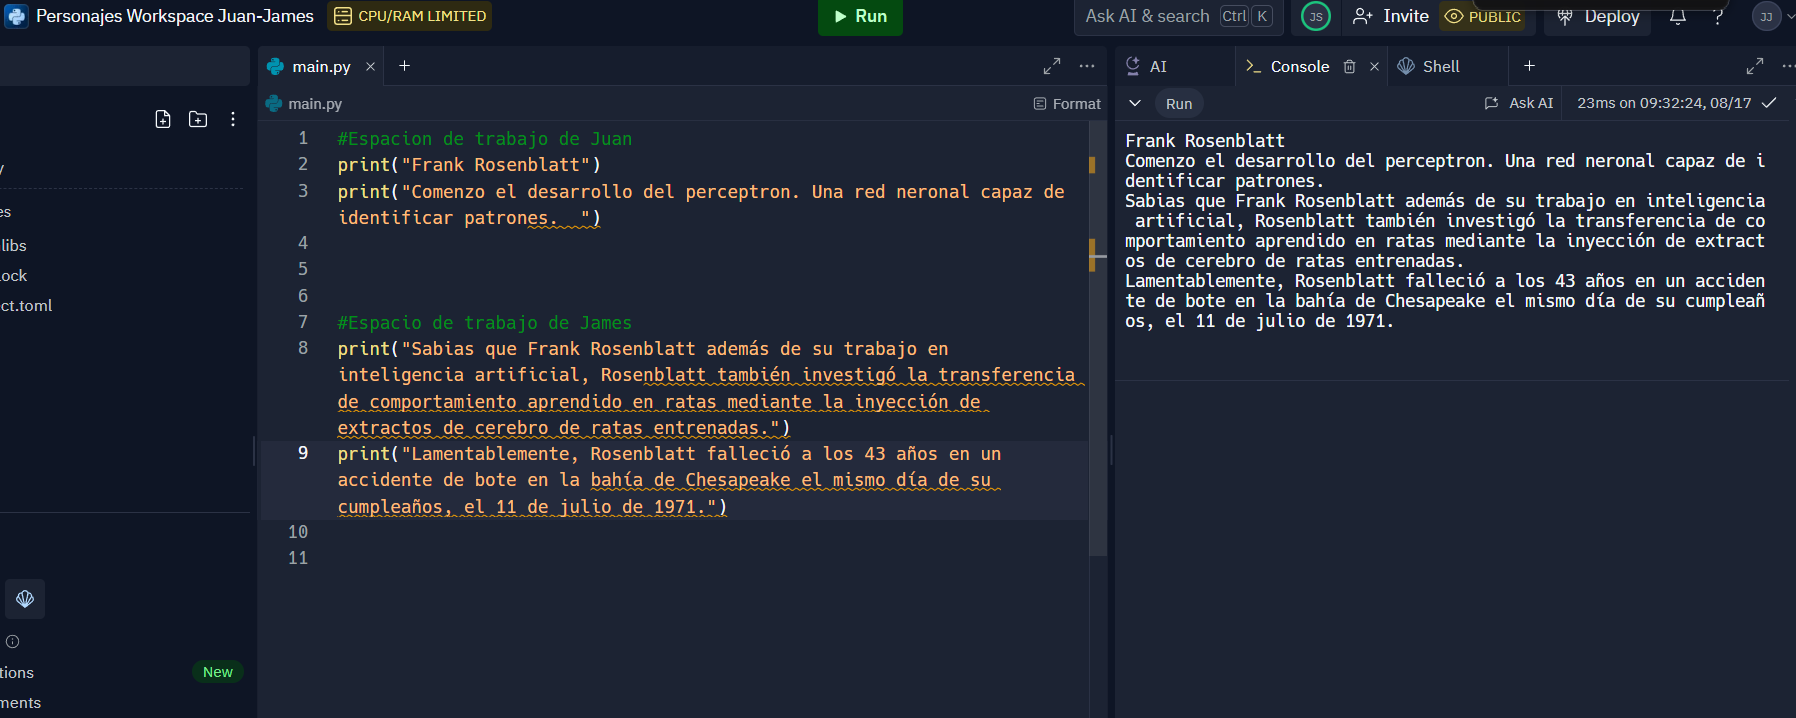 Personajes Workspace Juan-James CPU/RAM LIMITED Run Ask AI & search Ctrl K JS Invite PUBLIC Deploy JJ
main.py
main.py Format
1 #Espacion de trabajo de Juan
2 print("Frank Rosenblatt")
3 print("Comenzo el desarrollo del perceptron. Una red neronal capaz de
identificar patrones.  ")
4
5
6
7 #Espacio de trabajo de James
8 print("Sabias que Frank Rosenblatt además de su trabajo en
inteligencia artificial, Rosenblatt también investigó la transferencia
de comportamiento aprendido en ratas mediante la inyección de
extractos de cerebro de ratas entrenadas.")
9 print("Lamentablemente, Rosenblatt falleció a los 43 años en un
accidente de bote en la bahía de Chesapeake el mismo día de su
cumpleaños, el 11 de julio de 1971.")
10
11
AI Console Shell
Run Ask AI 23ms on 09:32:24, 08/17
Frank Rosenblatt
Comenzo el desarrollo del perceptron. Una red neronal capaz de i
dentificar patrones.
Sabias que Frank Rosenblatt además de su trabajo en inteligencia
artificial, Rosenblatt también investigó la transferencia de co
mportamiento aprendido en ratas mediante la inyección de extract
os de cerebro de ratas entrenadas.
Lamentablemente, Rosenblatt falleció a los 43 años en un acciden
te de bote en la bahía de Chesapeake el mismo día de su cumpleañ
os, el 11 de julio de 1971.
y
es
libs
ock
ct.toml
tions New
ments